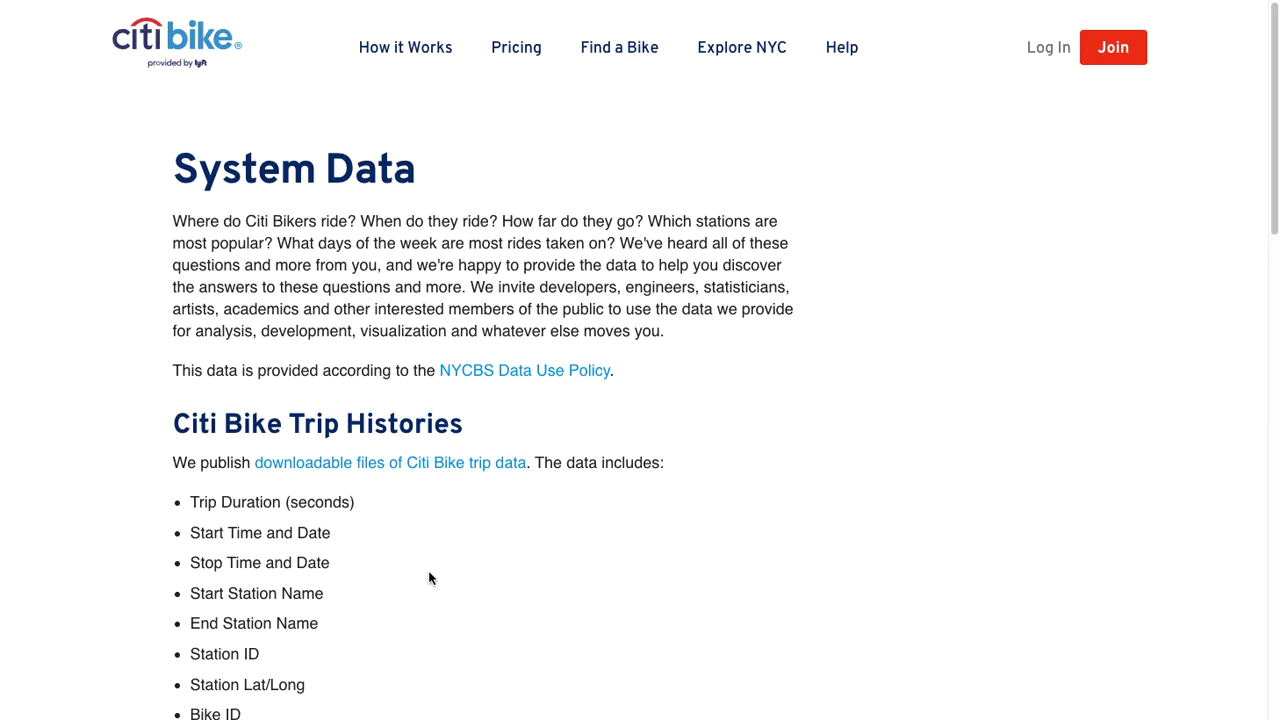 citi bike®
provided by lyft
How it Works Pricing Find a Bike Explore NYC Help Log In Join
System Data
Where do Citi Bikers ride? When do they ride? How far do they go? Which stations are
most popular? What days of the week are most rides taken on? We've heard all of these
questions and more from you, and we're happy to provide the data to help you discover
the answers to these questions and more. We invite developers, engineers, statisticians,
artists, academics and other interested members of the public to use the data we provide
for analysis, development, visualization and whatever else moves you.
This data is provided according to the NYCBS Data Use Policy.
Citi Bike Trip Histories
We publish downloadable files of Citi Bike trip data. The data includes:
• Trip Duration (seconds)
• Start Time and Date
• Stop Time and Date
• Start Station Name
• End Station Name
• Station ID
• Station Lat/Long
• Bike ID